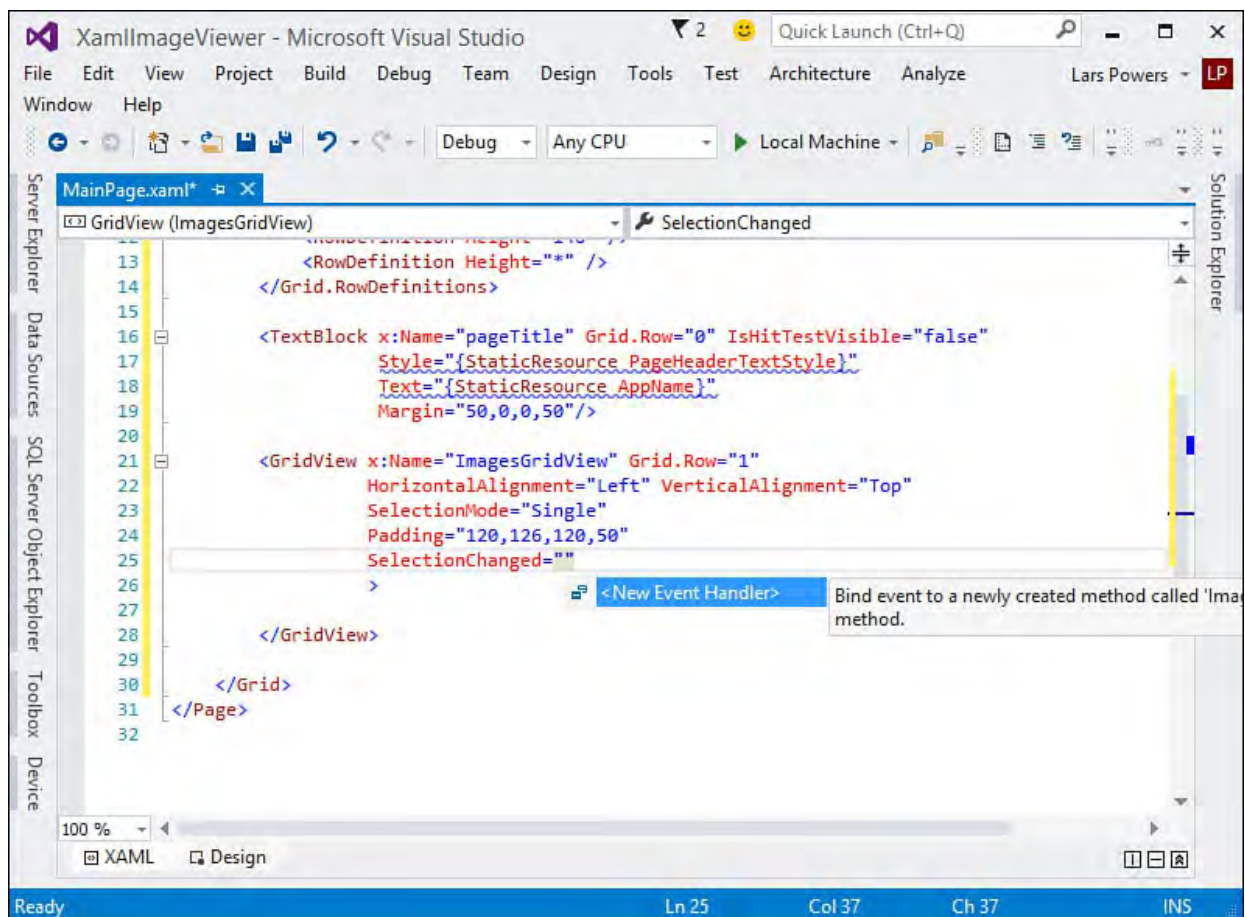 XamlImageViewer - Microsoft Visual Studio
2
Quick Launch (Ctrl+Q)
File Edit View Project Build Debug Team Design Tools Test Architecture Analyze
Lars Powers
LP
Window Help
Debug
Any CPU
Local Machine
Server Explorer
Data Sources
SQL Server Object Explorer
Toolbox
Device
MainPage.xaml*
GridView (ImagesGridView)
SelectionChanged
13 <RowDefinition Height="*" />
14 </Grid.RowDefinitions>
15
16 <TextBlock x:Name="pageTitle" Grid.Row="0" IsHitTestVisible="false"
17 Style="{StaticResource PageHeaderTextStyle}"
18 Text="{StaticResource AppName}"
19 Margin="50,0,0,50"/>
20
21 <GridView x:Name="ImagesGridView" Grid.Row="1"
22 HorizontalAlignment="Left" VerticalAlignment="Top"
23 SelectionMode="Single"
24 Padding="120,126,120,50"
25 SelectionChanged=""
26 >
<New Event Handler>
Bind event to a newly created method called 'Ima
method.
27
28 </GridView>
29
30 </Grid>
31 </Page>
32
Solution Explorer
100 %
XAML
Design
Ready
Ln 25
Col 37
Ch 37
INS